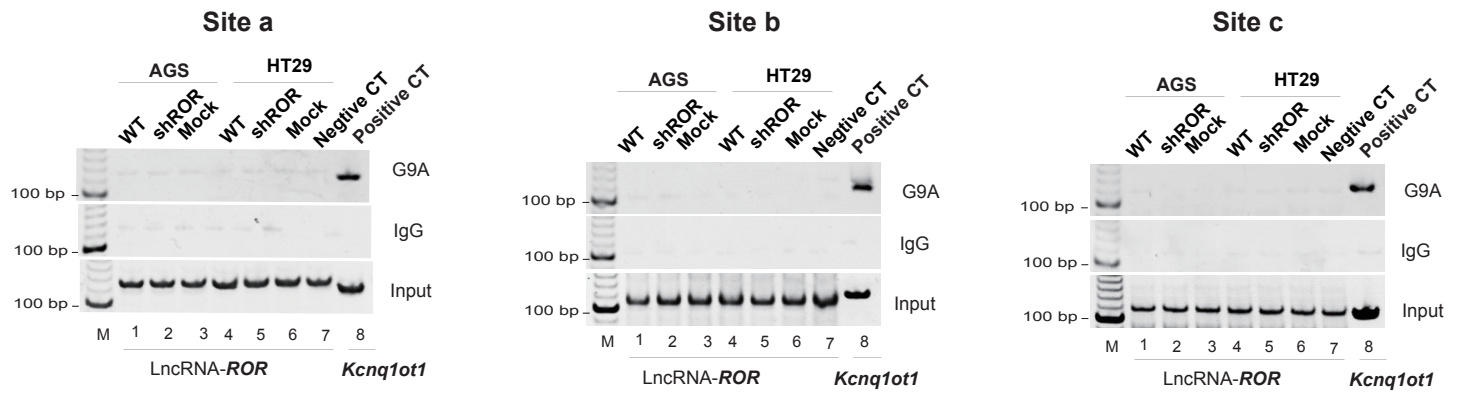 Site a
AGS HT29
WT shROR Mock WT shROR Mock Negtive CT Positive CT
G9A
100 bp
IgG
100 bp
Input
100 bp
M 1 2 3 4 5 6 7 8
LncRNA-ROR Kcnq1ot1
Site b
AGS HT29
WT shROR Mock WT shROR Mock Negtive CT Positive CT
G9A
100 bp
IgG
100 bp
Input
100 bp
M 1 2 3 4 5 6 7 8
LncRNA-ROR Kcnq1ot1
Site c
AGS HT29
WT shROR Mock WT shROR Mock Negtive CT Positive CT
G9A
100 bp
IgG
100 bp
Input
100 bp
M 1 2 3 4 5 6 7 8
LncRNA-ROR Kcnq1ot1